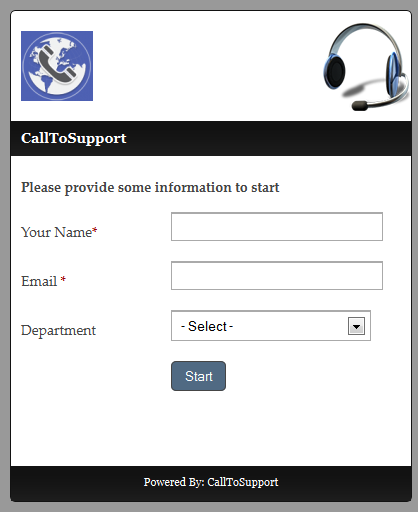 CallToSupport
Please provide some information to start
Your Name*
Email *
Department
- Select -
Start
Powered By: CallToSupport